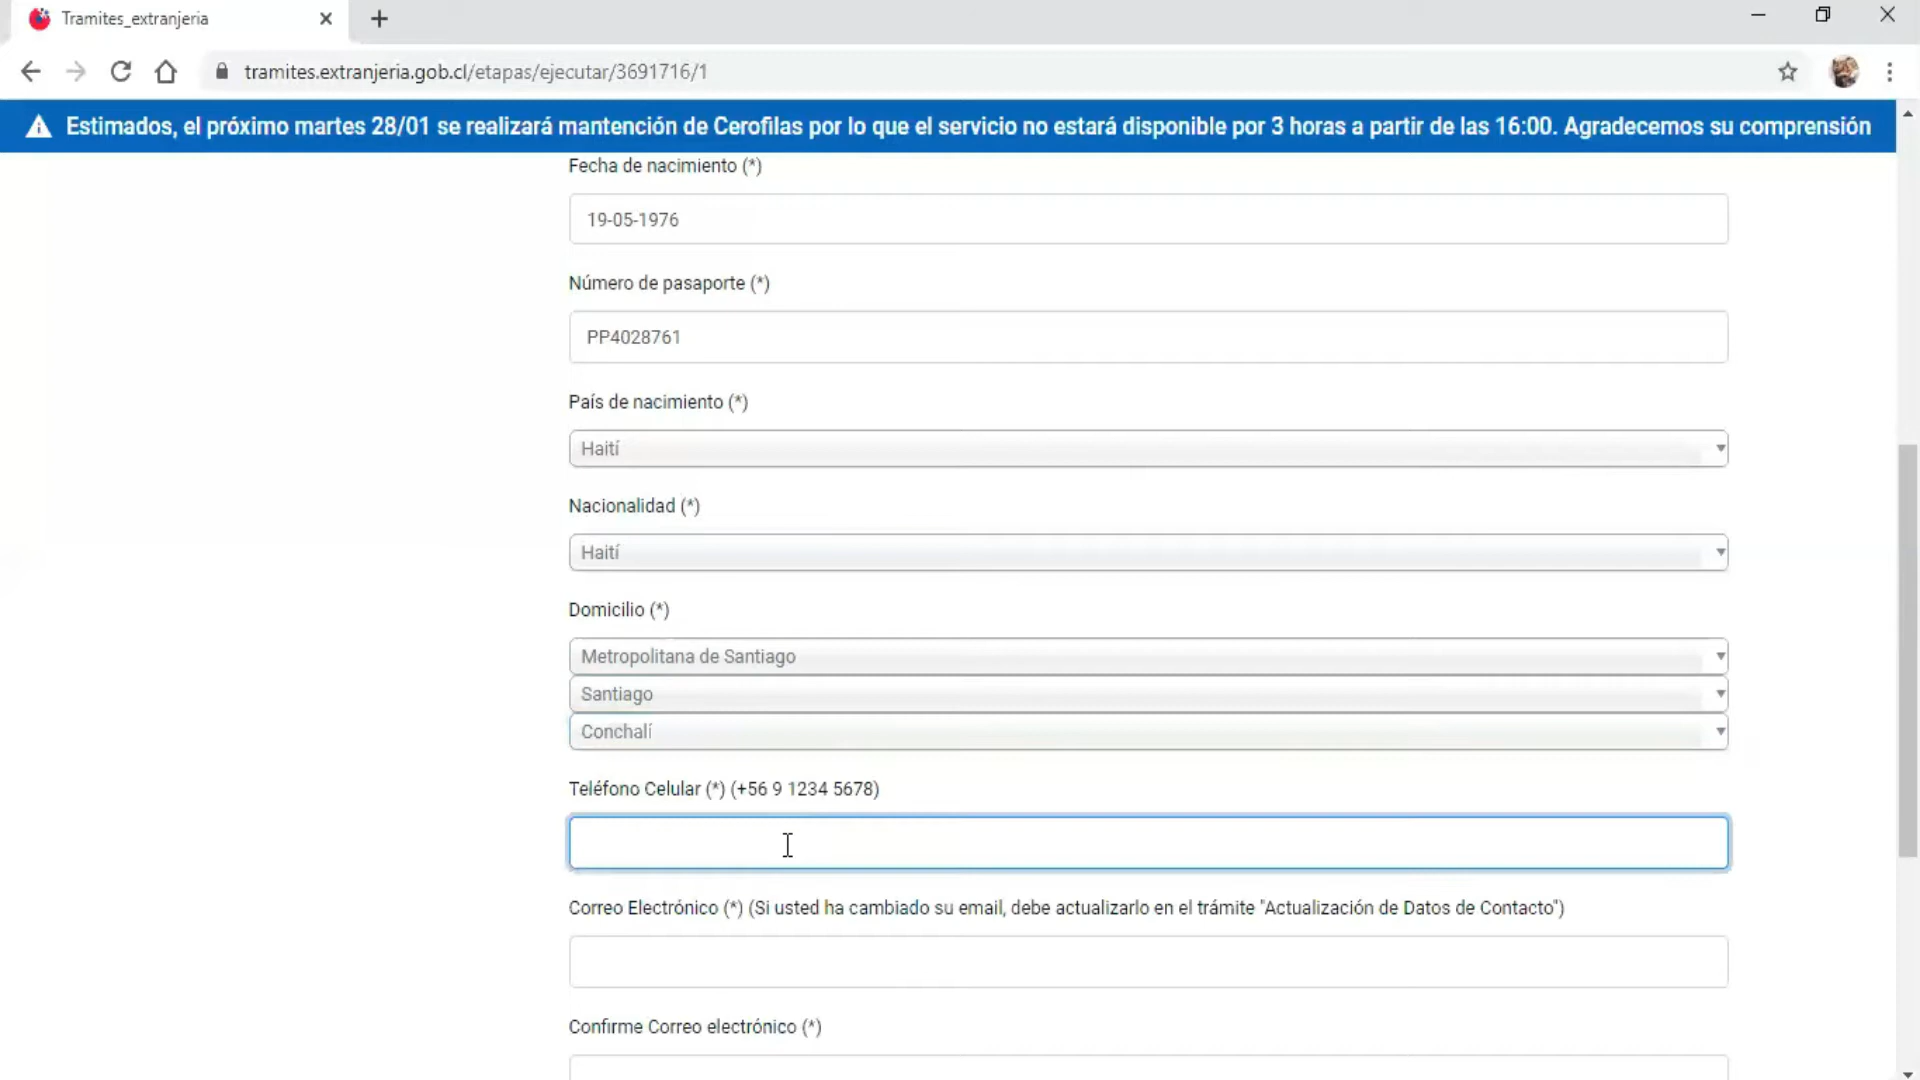 Tramites_extranjeria
tramites.extranjeria.gob.cl/etapas/ejecutar/3691716/1
Estimados, el próximo martes 28/01 se realizará mantención de Cerofilas por lo que el servicio no estará disponible por 3 horas a partir de las 16:00. Agradecemos su comprensión
Fecha de nacimiento (*)
19-05-1976
Número de pasaporte (*)
PP4028761
País de nacimiento (*)
Haití
Nacionalidad (*)
Haití
Domicilio (*)
Metropolitana de Santiago
Santiago
Conchalí
Teléfono Celular (*) (+56 9 1234 5678)
Correo Electrónico (*) (Si usted ha cambiado su email, debe actualizarlo en el trámite "Actualización de Datos de Contacto")
Confirme Correo electrónico (*)